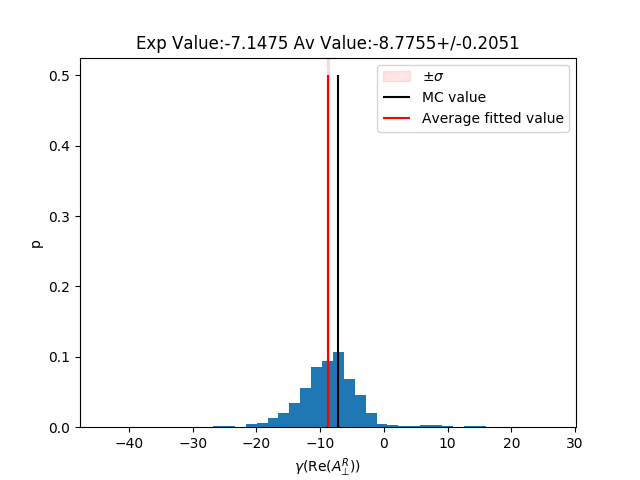 Exp Value:-7.1475 Av Value:-8.7755+/-0.2051
±σ
MC value
Average fitted value
0.5
0.4
0.3
0.2
0.1
0.0
p
−40 −30 −20 −10 0 10 20 30
γ(Re(A⊥^R))